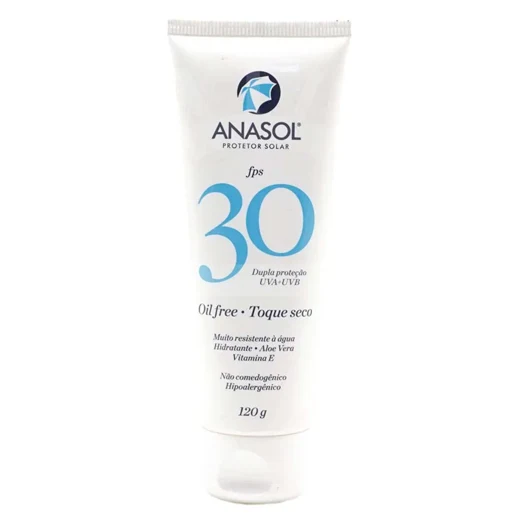 ANASOL®
PROTETOR SOLAR
fps
30
Dupla proteção
UVA+UVB
Oil free • Toque seco
Muito resistente à água
Hidratante • Aloe Vera
Vitamina E
Não comedogênico
Hipoalergênico
120 g